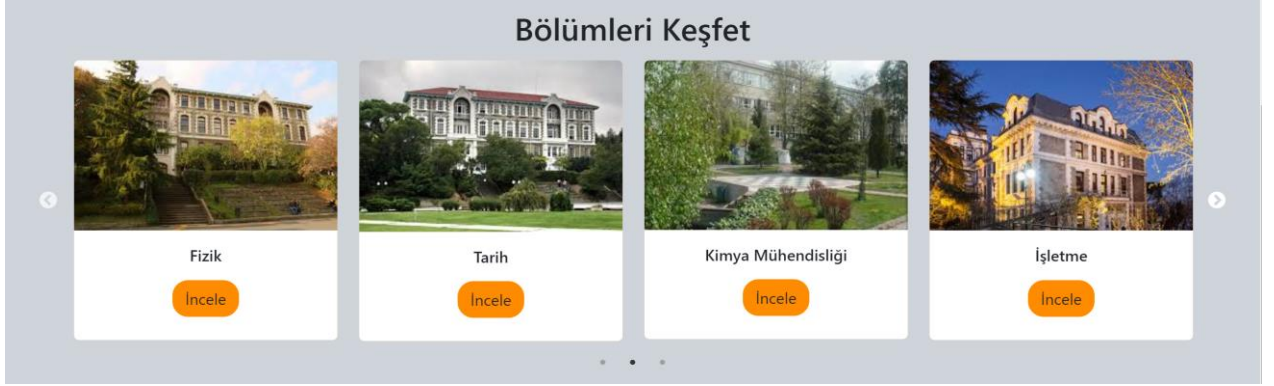 Bölümleri Keşfet
Fizik
Tarih
Kimya Mühendisliği
İşletme
İncele
İncele
İncele
İncele